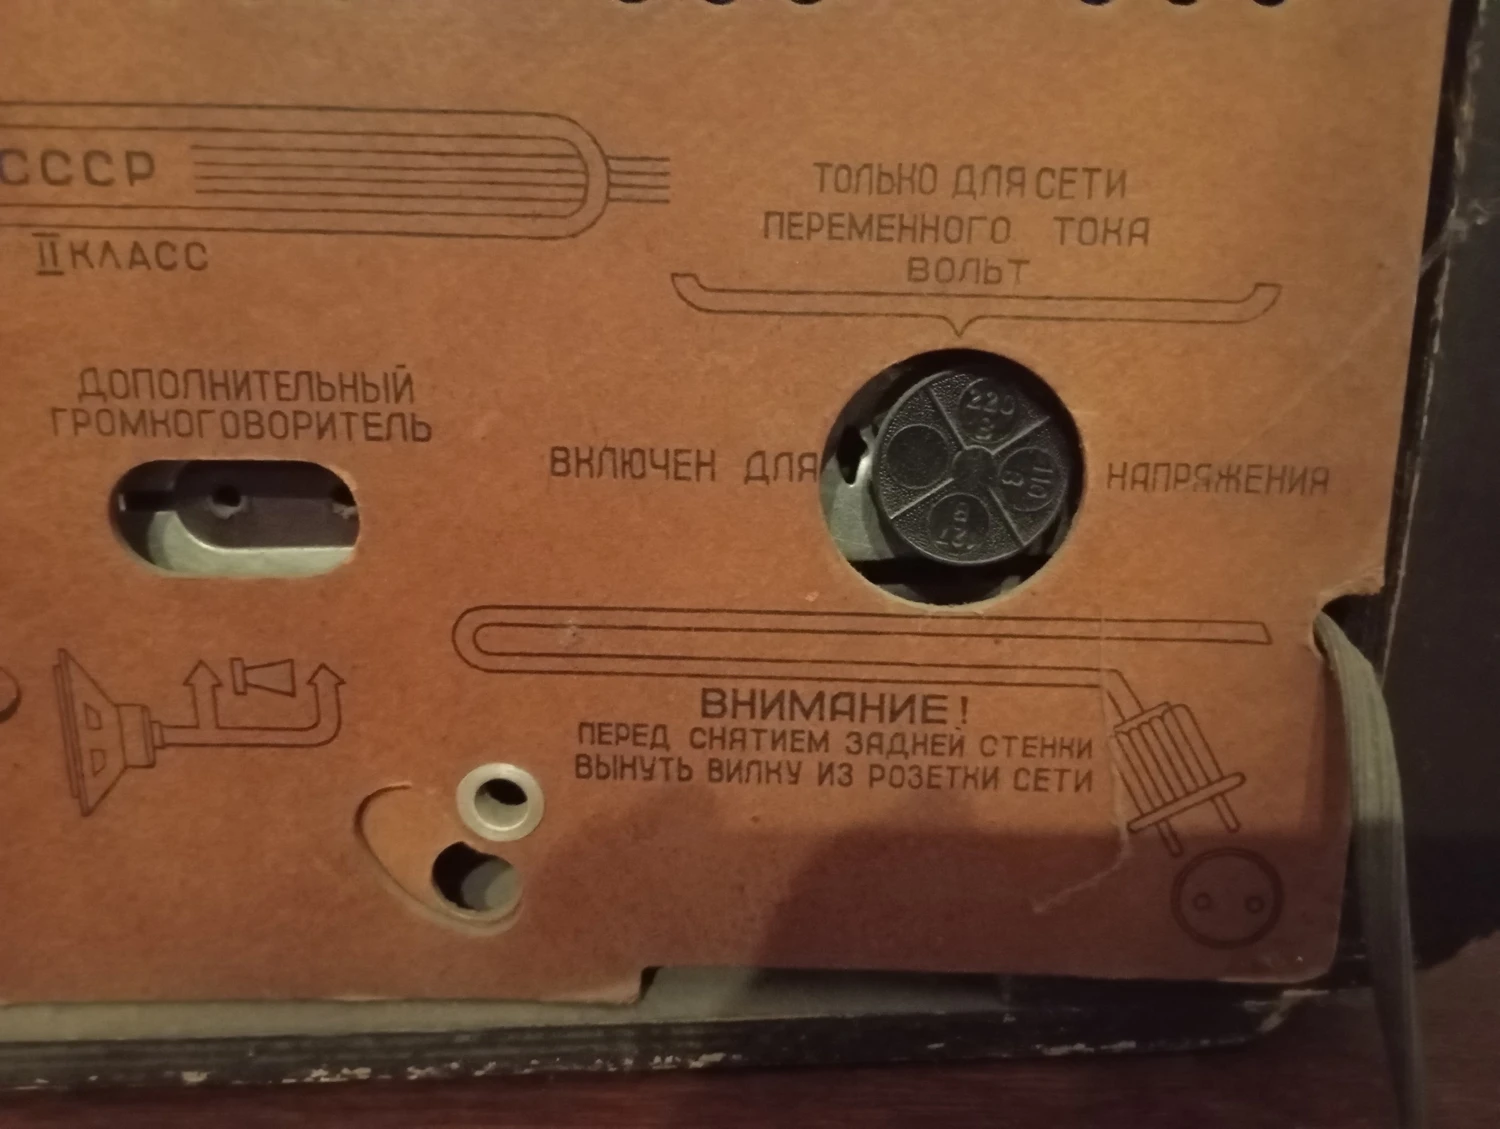 СССР
II КЛАСС
ТОЛЬКО ДЛЯ СЕТИ
ПЕРЕМЕННОГО ТОКА
ВОЛЬТ
ДОПОЛНИТЕЛЬНЫЙ
ГРОМКОГОВОРИТЕЛЬ
ВКЛЮЧЕН ДЛЯ
220
В
110
В
127
В
НАПРЯЖЕНИЯ
ВНИМАНИЕ!
ПЕРЕД СНЯТИЕМ ЗАДНЕЙ СТЕНКИ
ВЫНУТЬ ВИЛКУ ИЗ РОЗЕТКИ СЕТИ